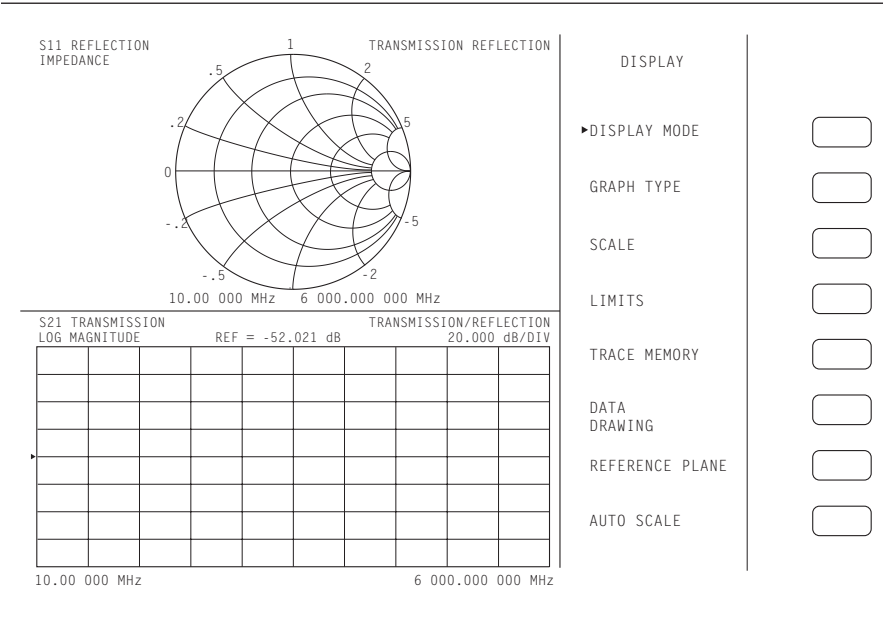 S11 REFLECTION
IMPEDANCE
TRANSMISSION REFLECTION
1
.5
2
.2
5
0
-.2
-5
-.5
-2
10.00 000 MHz 6 000.000 000 MHz
S21 TRANSMISSION
LOG MAGNITUDE
REF = -52.021 dB
TRANSMISSION/REFLECTION
20.000 dB/DIV
10.00 000 MHz
6 000.000 000 MHz
DISPLAY
DISPLAY MODE
GRAPH TYPE
SCALE
LIMITS
TRACE MEMORY
DATA
DRAWING
REFERENCE PLANE
AUTO SCALE